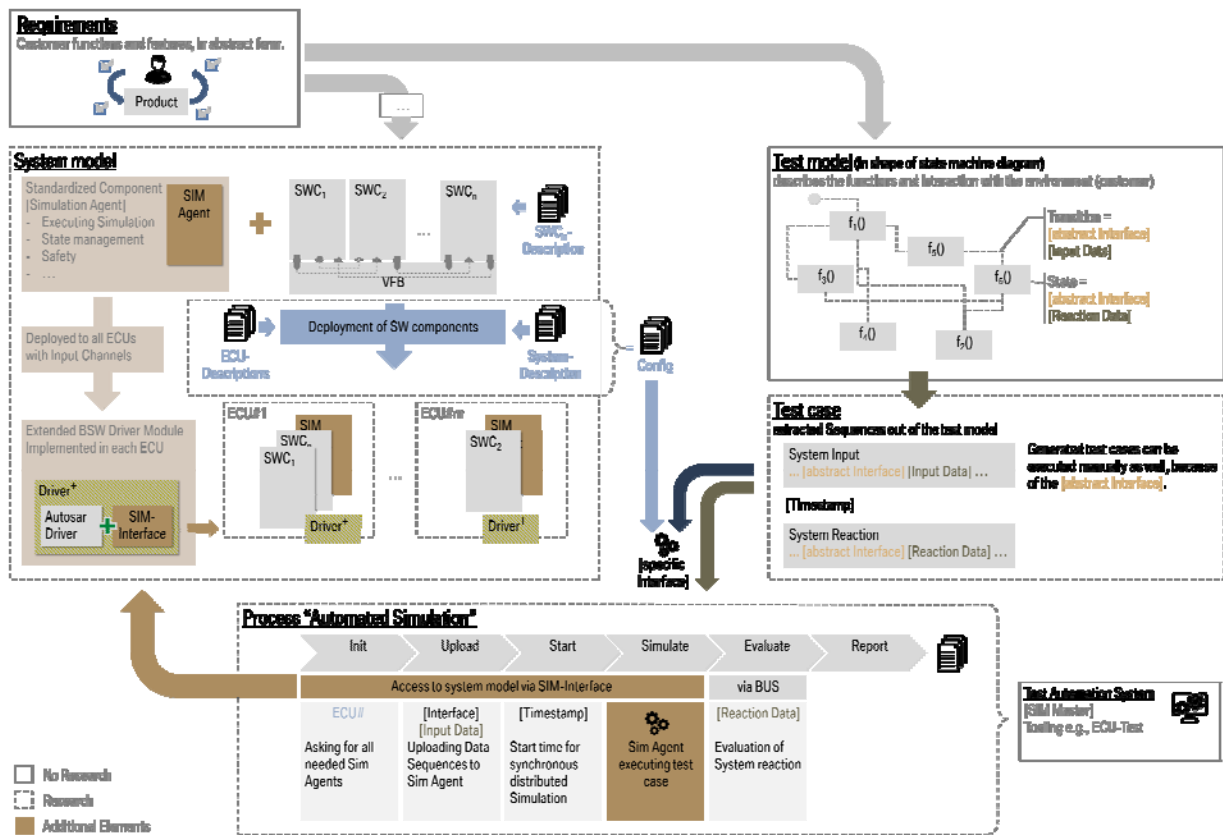 Requirements
Customer functions and features, in abstract form.
Product
...
System model
Standardized Component
[Simulation Agent]
- Executing Simulation
- State management
- Safety
- ...
SIM
Agent
SWC1
SWC2
SWCn
...
VFB
SWCn-
Description
Deployed to all ECUs
with Input Channels
ECU-
Descriptions
Deployment of SW components
System-
Description
=
Config
Extended BSW Driver Module
Implemented in each ECU
Driver+
Autosar
Driver
SIM-
Interface
ECU#1
SIM
SWCn
SWC1
Driver+
...
ECU#m
SIM
SWC2
[specific
Interface]
Test model (in shape of state machine diagram)
describes the functions and interaction with the environment (customer)
f1()
f5()
f3()
f6()
f4()
f2()
Transition =
[abstract Interface]
[Input Data]
State =
[abstract Interface]
[Reaction Data]
Test case
extracted Sequences out of the test model
System Input
... [abstract Interface] [Input Data] ...
[Timestamp]
System Reaction
... [abstract Interface] [Reaction Data] ...
Generated test cases can be
executed manually as well, because
of the [abstract Interface].
Process "Automated Simulation"
Init
Upload
Start
Simulate
Evaluate
Report
Access to system model via SIM-Interface
via BUS
ECU#
Asking for all
needed Sim
Agents
[Interface]
[Input Data]
Uploading Data
Sequences to
Sim Agent
[Timestamp]
Start time for
synchronous
distributed
Simulation
Sim Agent
executing test
case
[Reaction Data]
Evaluation of
System reaction
Test Automation System
[SIM Master]
Tooling e.g., ECU-Test
No Research
Research
Additional Elements